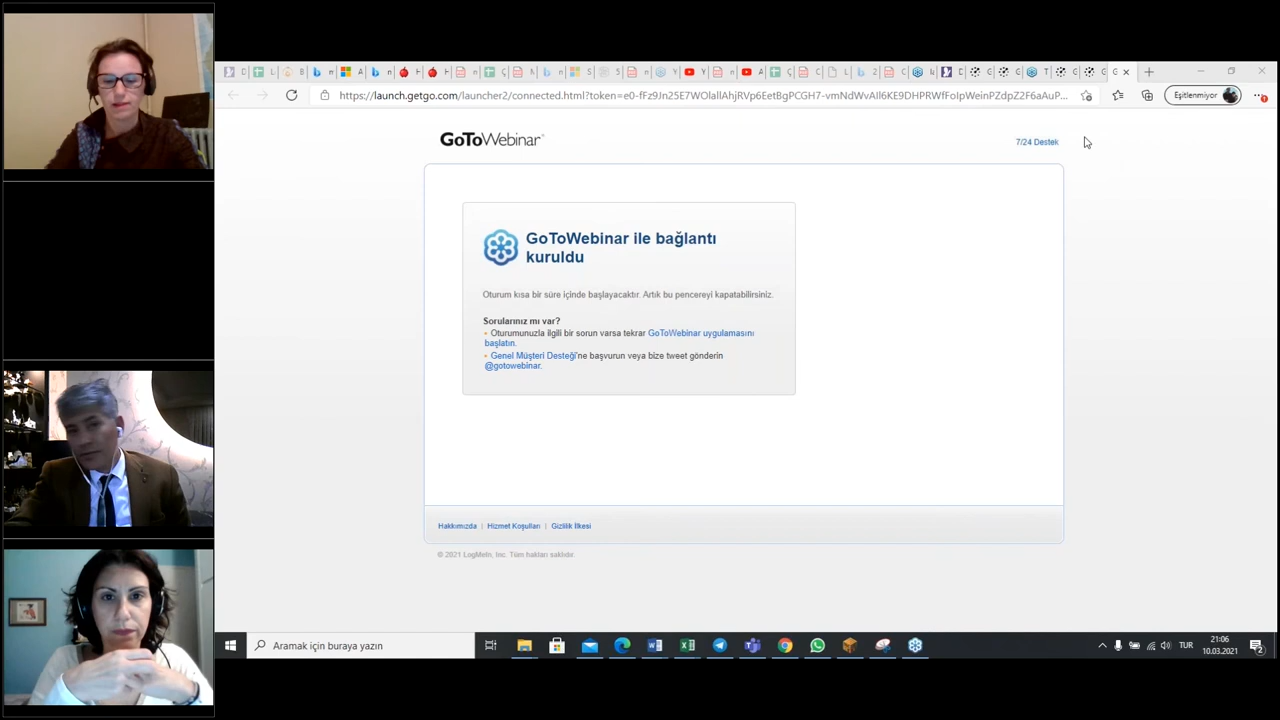 https://launch.getgo.com/launcher2/connected.html?token=e0-
Eşitlenmiyor
GoToWebinar
7/24 Destek
GoToWebinar ile bağlantı
kuruldu
Oturum kısa bir süre içinde başlayacaktır. Artık bu pencereyi kapatabilirsiniz.
Sorularınız mı var?
Oturumunuzla ilgili bir sorun varsa tekrar GoToWebinar uygulamasını
başlatın.
Genel Müşteri Desteği'ne başvurun veya bize tweet gönderin
@gotowebinar.
Hakkımızda | Hizmet Koşulları | Gizlilik İlkesi
© 2021 LogMeIn, Inc. Tüm hakları saklıdır.
Aramak için buraya yazın
TUR
21:06
10.03.2021